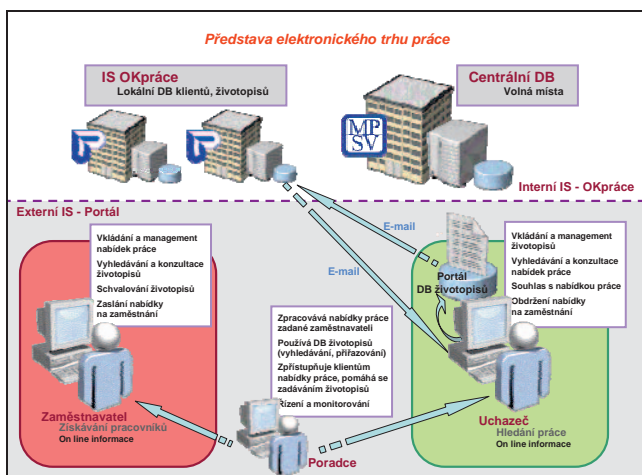 Představa elektronického trhu práce
IS OKpráce
Lokální DB klientů, životopisů
Centrální DB
Volná místa
MP
SV
Interní IS - OKpráce
Externí IS - Portál
Vkládání a management
nabídek práce
Vyhledávání a konzultace
životopisů
Schvalování životopisů
Zaslání nabídky
na zaměstnání
E-mail
E-mail
Portál
DB životopisů
Vkládání a management
životopisů
Vyhledávání a konzultace
nabídek práce
Souhlas s nabídkou práce
Obdržení nabídky
na zaměstnání
Zpracovává nabídky práce
zadané zaměstnavateli
Používá DB životopisů
(vyhledávání, přiřazování)
Zpřístupňuje klientům
nabídky práce, pomáhá se
zadáváním životopisů
Řízení a monitorování
Zaměstnavatel
Získávání pracovníků
On line informace
Poradce
Uchazeč
Hledání práce
On line informace